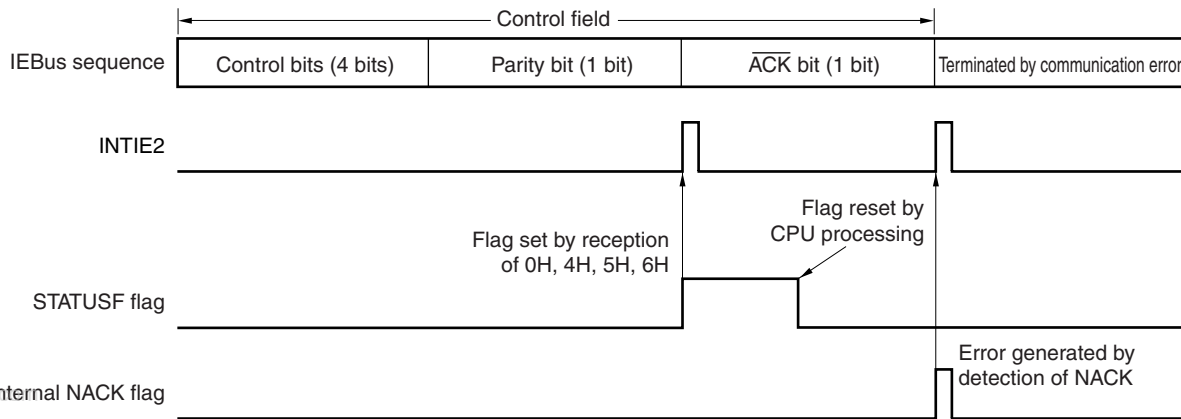 Control field
IEBus sequence
Control bits (4 bits)
Parity bit (1 bit)
ACK bit (1 bit)
Terminated by communication error
INTIE2
Flag set by reception
of 0H, 4H, 5H, 6H
Flag reset by
CPU processing
STATUSF flag
Error generated by
detection of NACK
nternal NACK flag